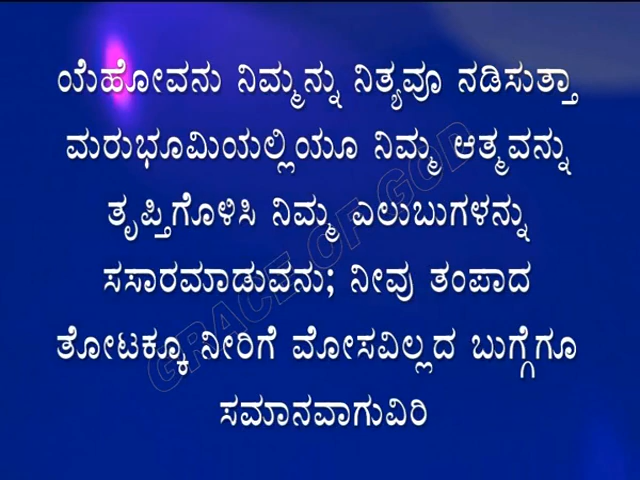 ಯೆಹೋವನು ನಿಮ್ಮನ್ನು ನಿತ್ಯವೂ ನಡಿಸುತ್ತಾ
ಮರುಭೂಮಿಯಲ್ಲಿಯೂ ನಿಮ್ಮ ಆತ್ಮವನ್ನು
ತೃಪ್ತಿಗೊಳಿಸಿ ನಿಮ್ಮ ಎಲುಬುಗಳನ್ನು
ಸಸಾರಮಾಡುವನು; ನೀವು ತಂಪಾದ
ತೋಟಕ್ಕೂ ನೀರಿಗೆ ಮೋಸವಿಲ್ಲದ ಬುಗ್ಗೆಗೂ
ಸಮಾನವಾಗುವಿರಿ
GRACE OF GOD